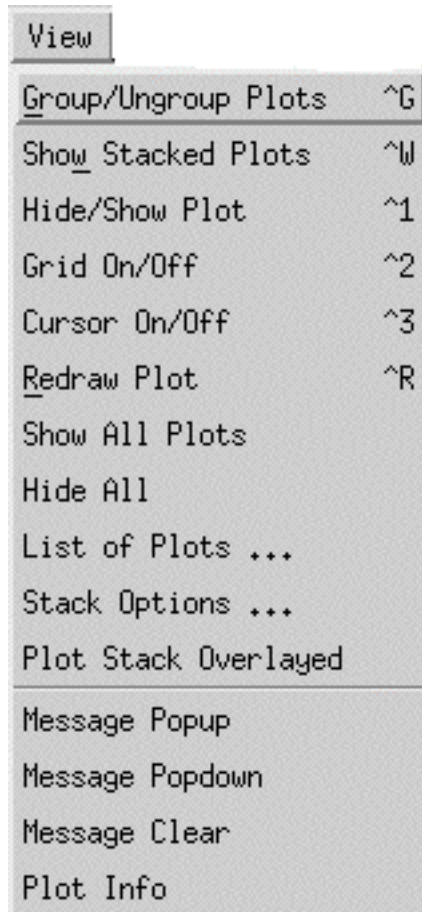 View
Group/Ungroup Plots ^G
Show Stacked Plots ^W
Hide/Show Plot ^1
Grid On/Off ^2
Cursor On/Off ^3
Redraw Plot ^R
Show All Plots
Hide All
List of Plots ...
Stack Options ...
Plot Stack Overlayed
Message Popup
Message Popdown
Message Clear
Plot Info